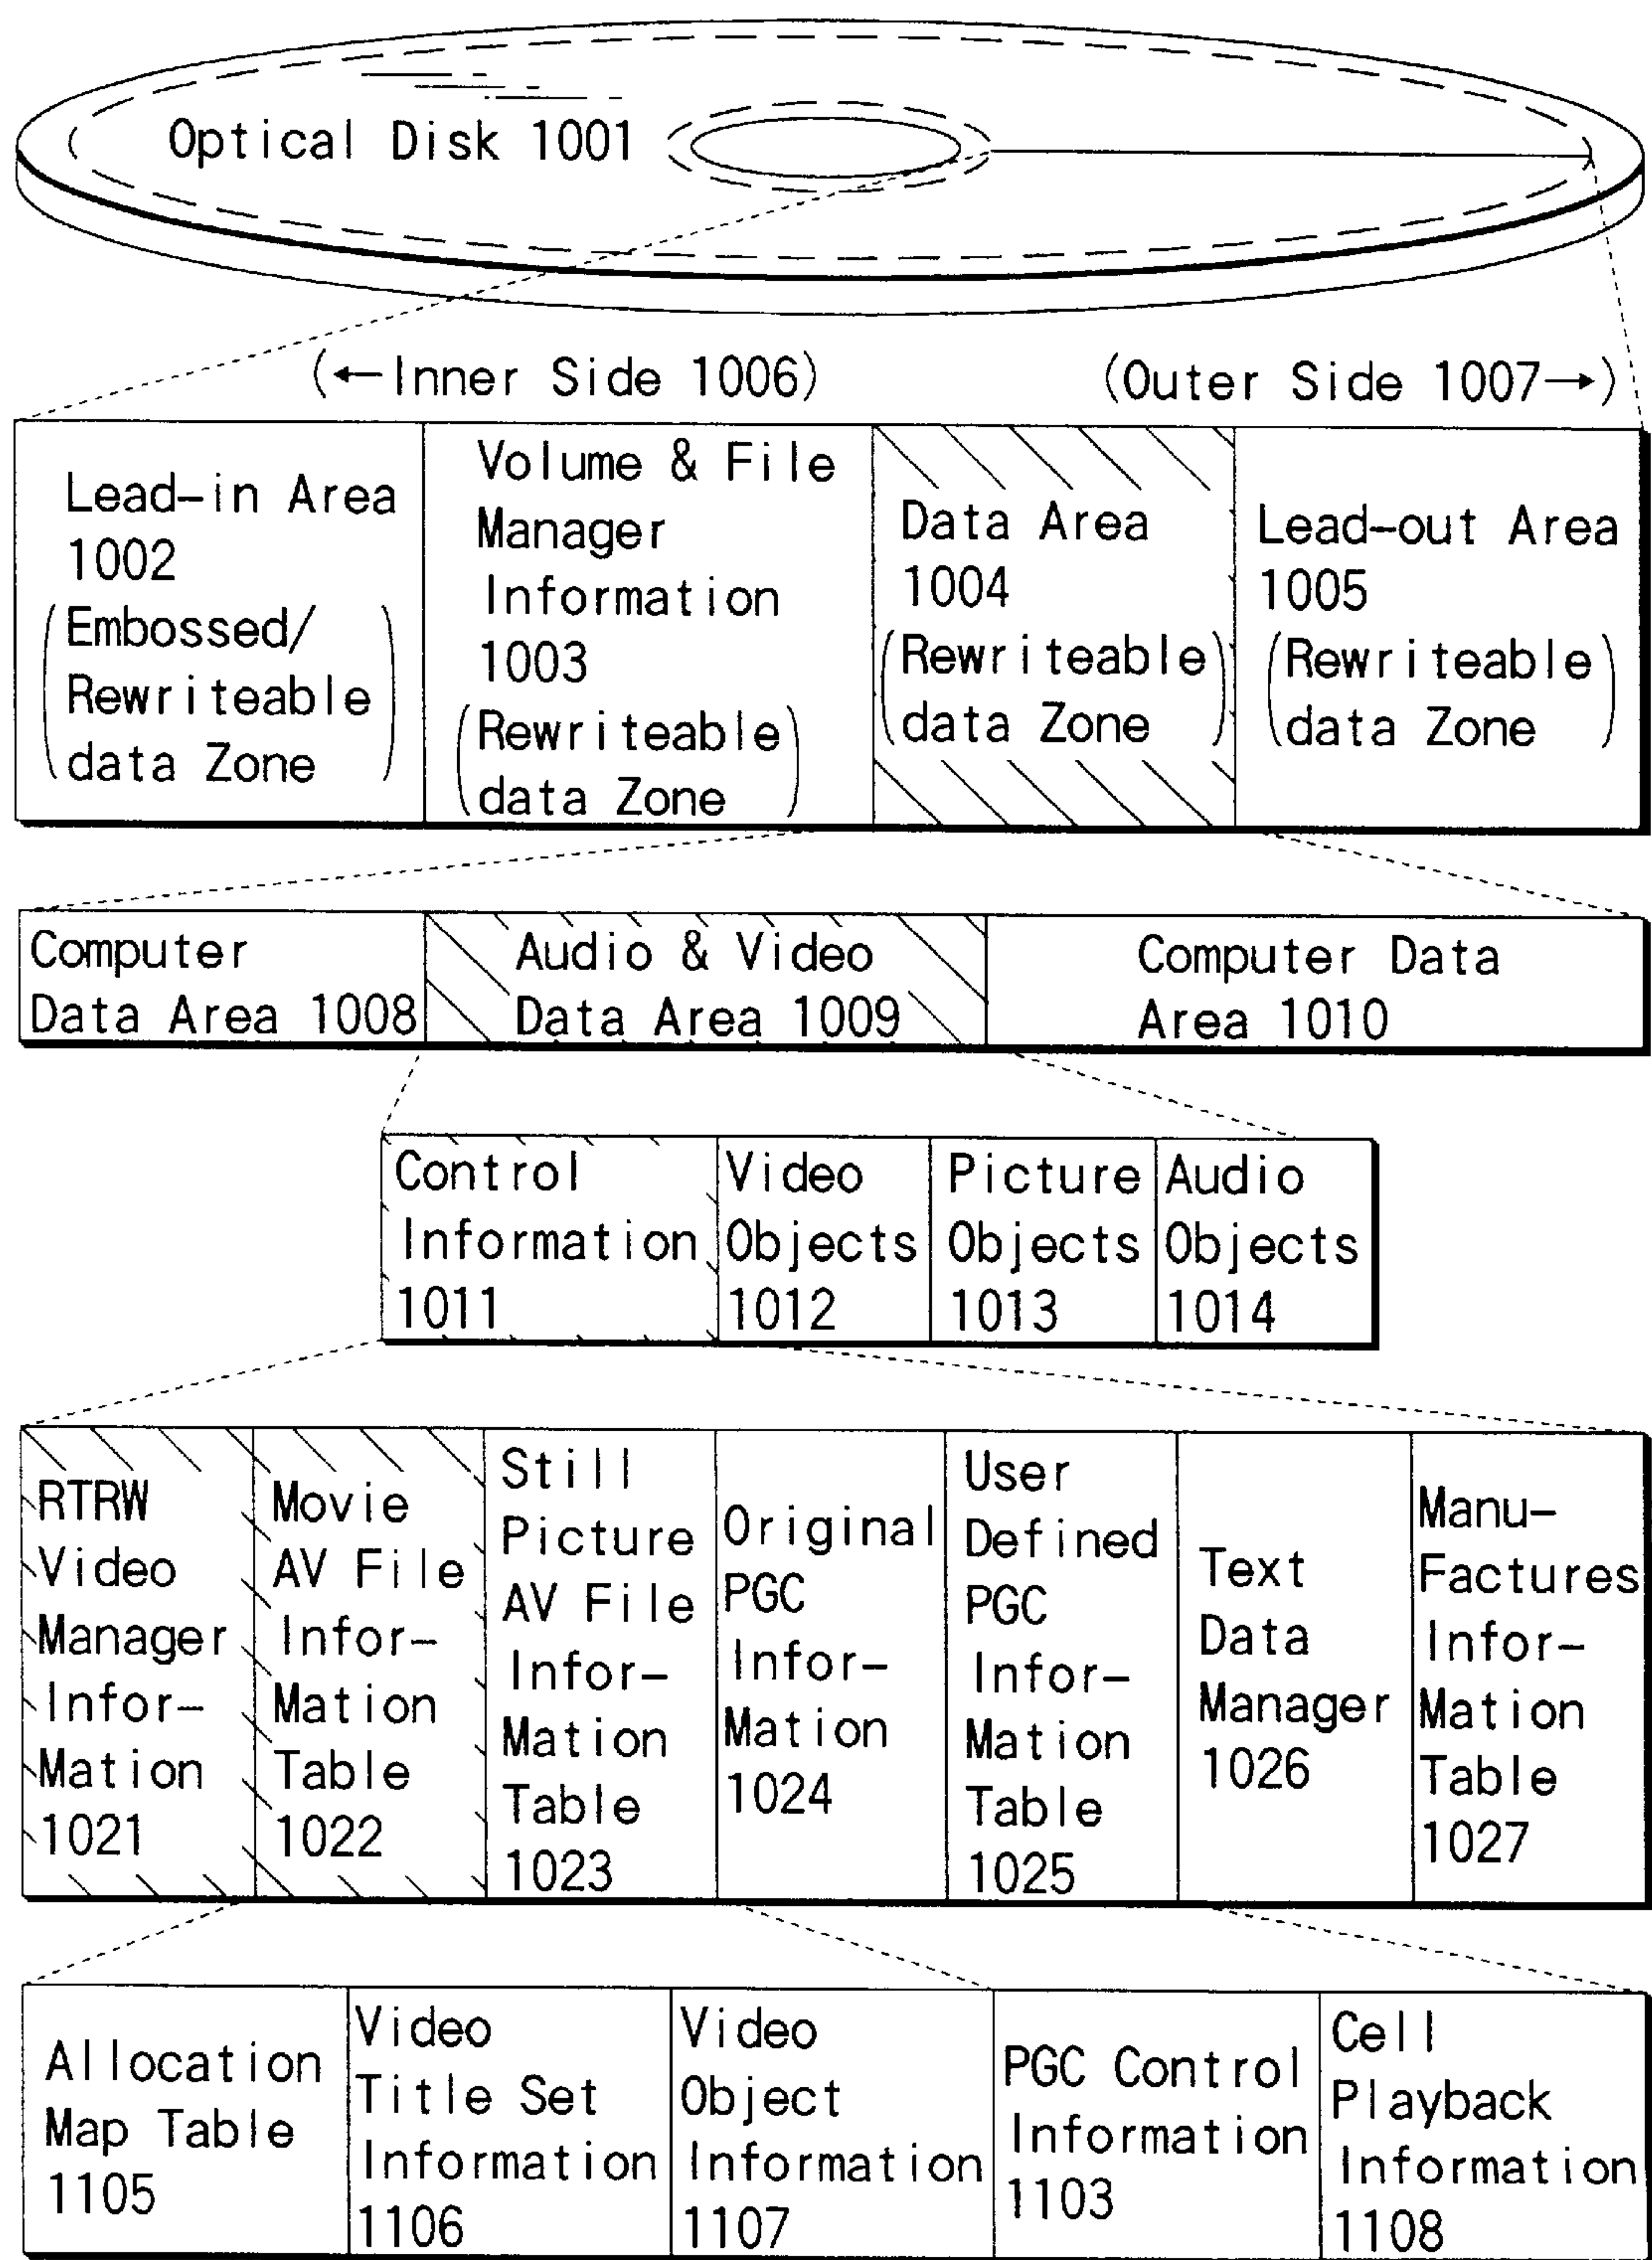 Optical Disk 1001
(←Inner Side 1006)
(Outer Side 1007→)
Lead-in Area
1002
(Embossed/
Rewriteable
data Zone)
Volume & File
Manager
Information
1003
(Rewriteable
data Zone)
Data Area
1004
(Rewriteable
data Zone)
Lead-out Area
1005
(Rewriteable
data Zone)
Computer
Data Area 1008
Audio & Video
Data Area 1009
Computer Data
Area 1010
Control
Information
1011
Video
Objects
1012
Picture
Objects
1013
Audio
Objects
1014
RTRW
Video
Manager
Infor-
Mation
1021
Movie
AV File
Infor-
Mation
Table
1022
Still
Picture
AV File
Infor-
Mation
Table
1023
Original
PGC
Infor-
Mation
1024
User
Defined
PGC
Infor-
Mation
Table
1025
Text
Data
Manager
1026
Manu-
Factures
Infor-
Mation
Table
1027
Allocation
Map Table
1105
Video
Title Set
Information
1106
Video
Object
Information
1107
PGC Control
Information
1103
Cell
Playback
Information
1108